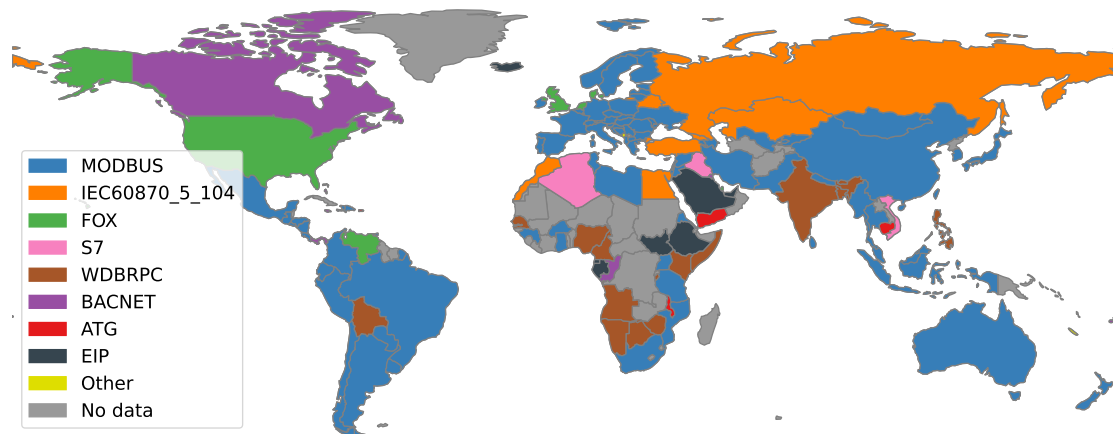 MODBUS
IEC60870_5_104
FOX
S7
WDBRPC
BACNET
ATG
EIP
Other
No data